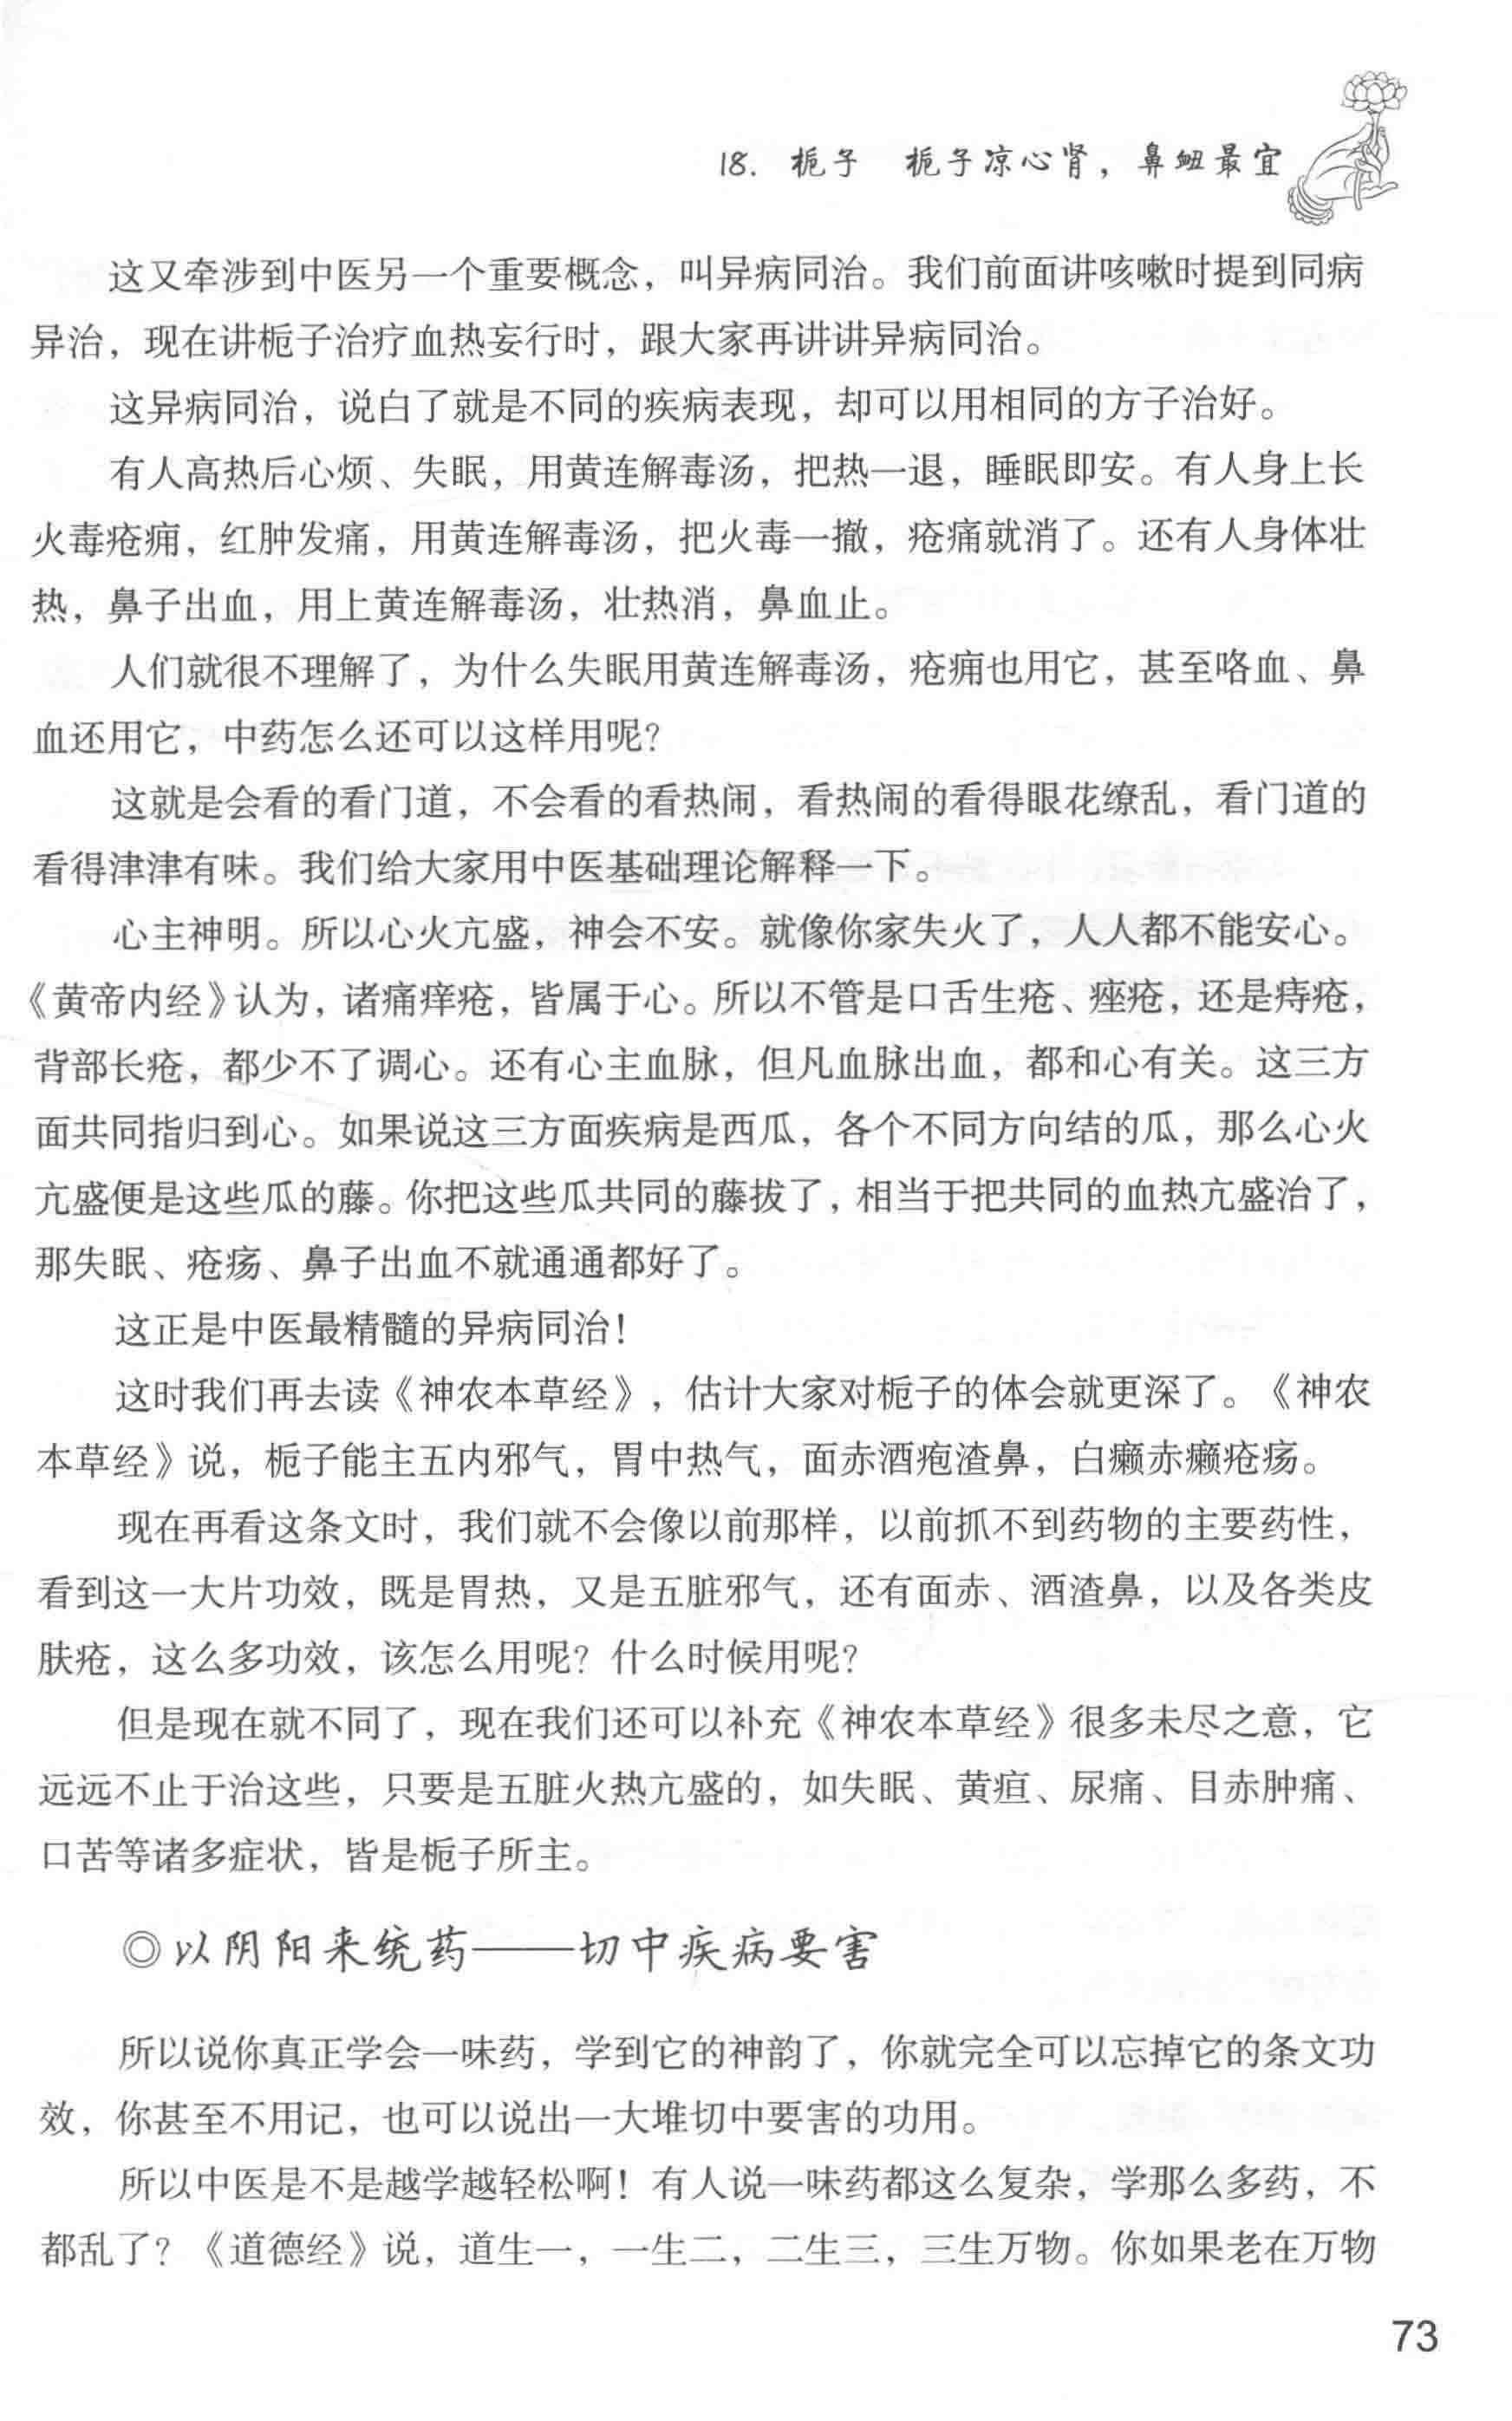 18. 栀子　栀子凉心肾，鼻衄最宜
这又牵涉到中医另一个重要概念，叫异病同治。我们前面讲咳嗽时提到同病
异治，现在讲栀子治疗血热妄行时，跟大家再讲讲异病同治。
这异病同治，说白了就是不同的疾病表现，却可以用相同的方子治好。
有人高热后心烦、失眠，用黄连解毒汤，把热一退，睡眠即安。有人身上长
火毒疮痈，红肿发痛，用黄连解毒汤，把火毒一撤，疮痛就消了。还有人身体壮
热，鼻子出血，用上黄连解毒汤，壮热消，鼻血止。
人们就很不理解了，为什么失眠用黄连解毒汤，疮痈也用它，甚至咯血、鼻
血还用它，中药怎么还可以这样用呢？
这就是会看的看门道，不会看的看热闹，看热闹的看得眼花缭乱，看门道的
看得津津有味。我们给大家用中医基础理论解释一下。
心主神明。所以心火亢盛，神会不安。就像你家失火了，人人都不能安心。
《黄帝内经》认为，诸痛痒疮，皆属于心。所以不管是口舌生疮、痤疮，还是痔疮，
背部长疮，都少不了调心。还有心主血脉，但凡血脉出血，都和心有关。这三方
面共同指归到心。如果说这三方面疾病是西瓜，各个不同方向结的瓜，那么心火
亢盛便是这些瓜的藤。你把这些瓜共同的藤拔了，相当于把共同的血热亢盛治了，
那失眠、疮疡、鼻子出血不就通通都好了。
这正是中医最精髓的异病同治！
这时我们再去读《神农本草经》，估计大家对栀子的体会就更深了。《神农
本草经》说，栀子能主五内邪气，胃中热气，面赤酒疱渣鼻，白癞赤癞疮疡。
现在再看这条文时，我们就不会像以前那样，以前抓不到药物的主要药性，
看到这一大片功效，既是胃热，又是五脏邪气，还有面赤、酒渣鼻，以及各类皮
肤疮，这么多功效，该怎么用呢？什么时候用呢？
但是现在就不同了，现在我们还可以补充《神农本草经》很多未尽之意，它
远远不止于治这些，只要是五脏火热亢盛的，如失眠、黄疸、尿痛、目赤肿痛、
口苦等诸多症状，皆是栀子所主。
◎以阴阳来统药——切中疾病要害
所以说你真正学会一味药，学到它的神韵了，你就完全可以忘掉它的条文功
效，你甚至不用记，也可以说出一大堆切中要害的功用。
所以中医是不是越学越轻松啊！有人说一味药都这么复杂，学那么多药，不
都乱了？《道德经》说，道生一，一生二，二生三，三生万物。你如果老在万物
73